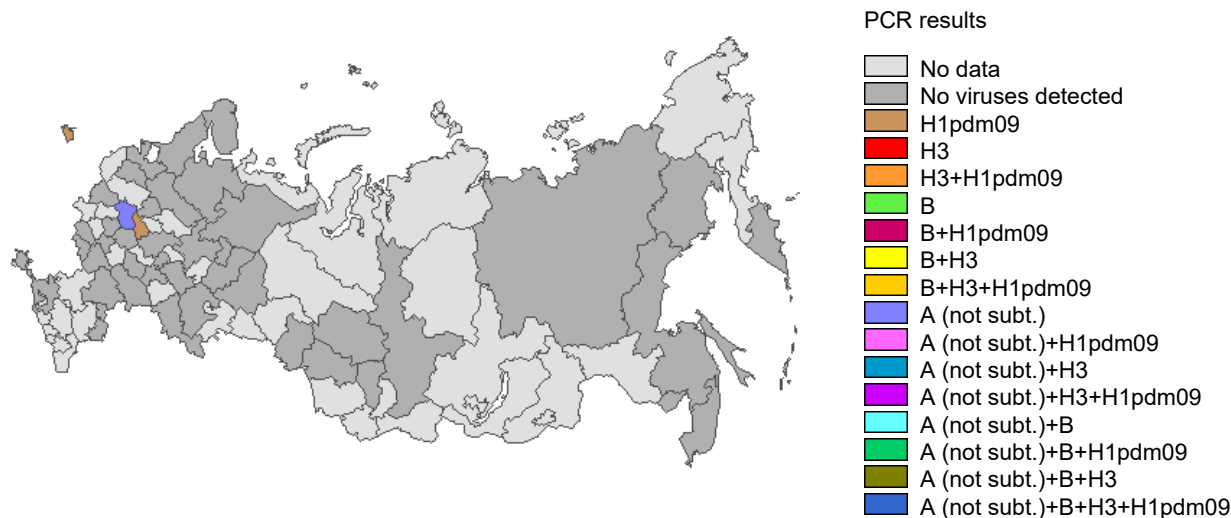 PCR results
No data
No viruses detected
H1pdm09
H3
H3+H1pdm09
B
B+H1pdm09
B+H3
B+H3+H1pdm09
A (not subt.)
A (not subt.)+H1pdm09
A (not subt.)+H3
A (not subt.)+H3+H1pdm09
A (not subt.)+B
A (not subt.)+B+H1pdm09
A (not subt.)+B+H3
A (not subt.)+B+H3+H1pdm09